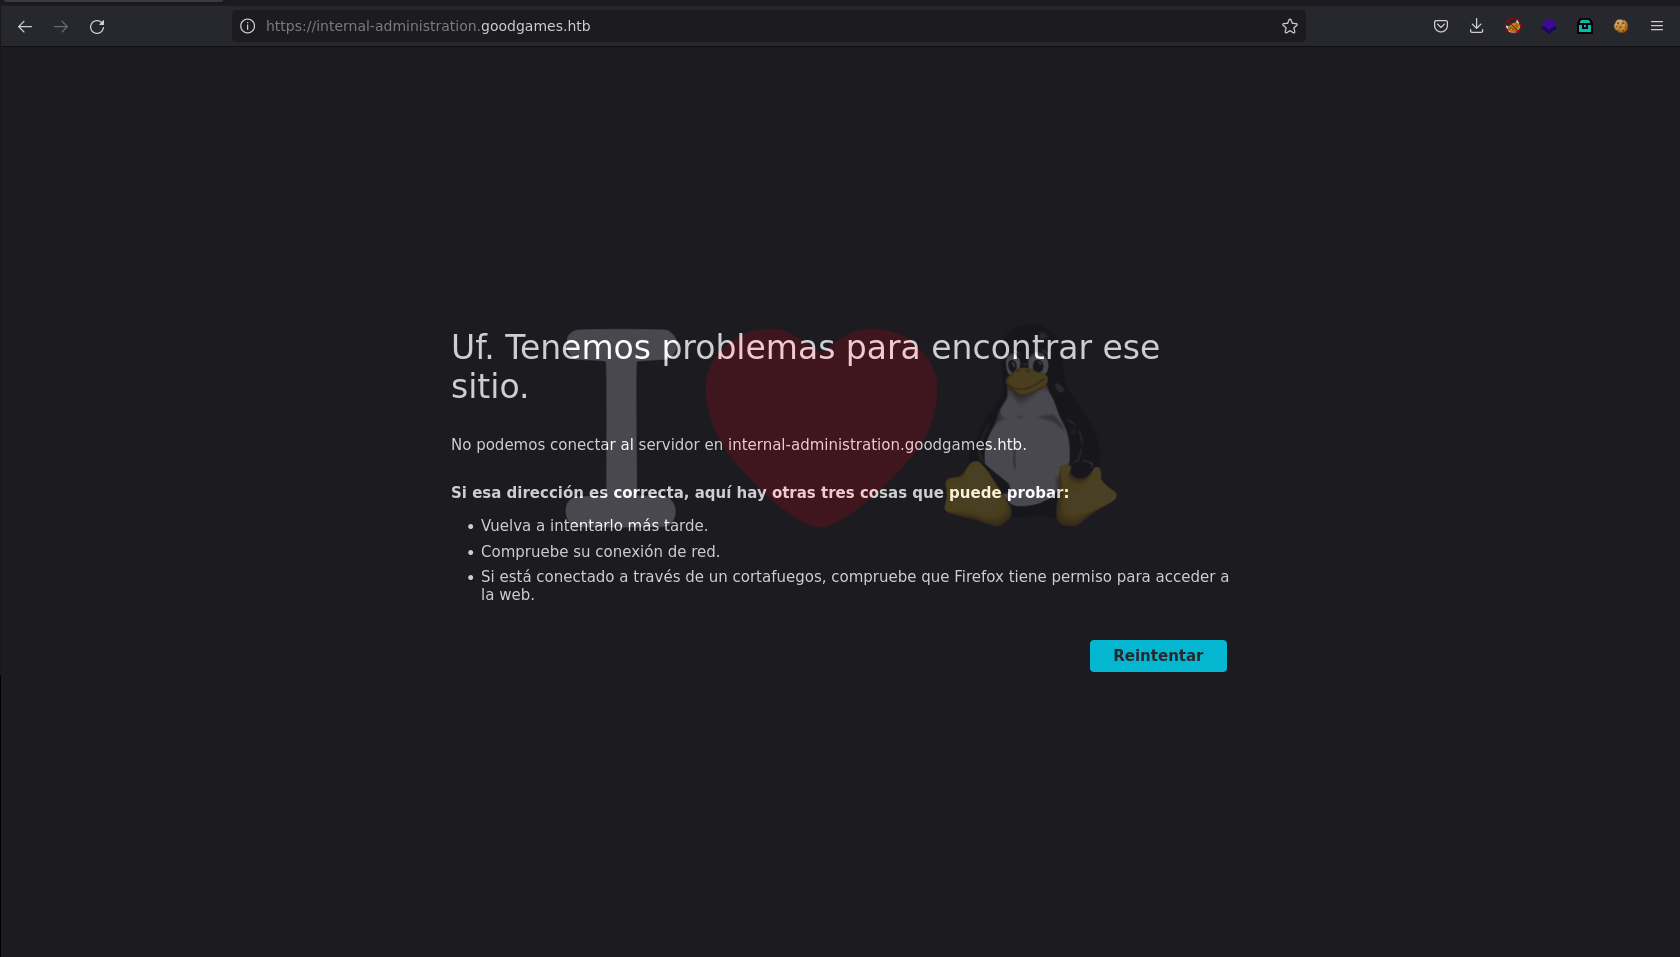 https://internal-administration.goodgames.htb
Uf. Tenemos problemas para encontrar ese
sitio.
No podemos conectar al servidor en internal-administration.goodgames.htb.
Si esa dirección es correcta, aquí hay otras tres cosas que puede probar:
• Vuelva a intentarlo más tarde.
• Compruebe su conexión de red.
• Si está conectado a través de un cortafuegos, compruebe que Firefox tiene permiso para acceder a
la web.
Reintentar
I